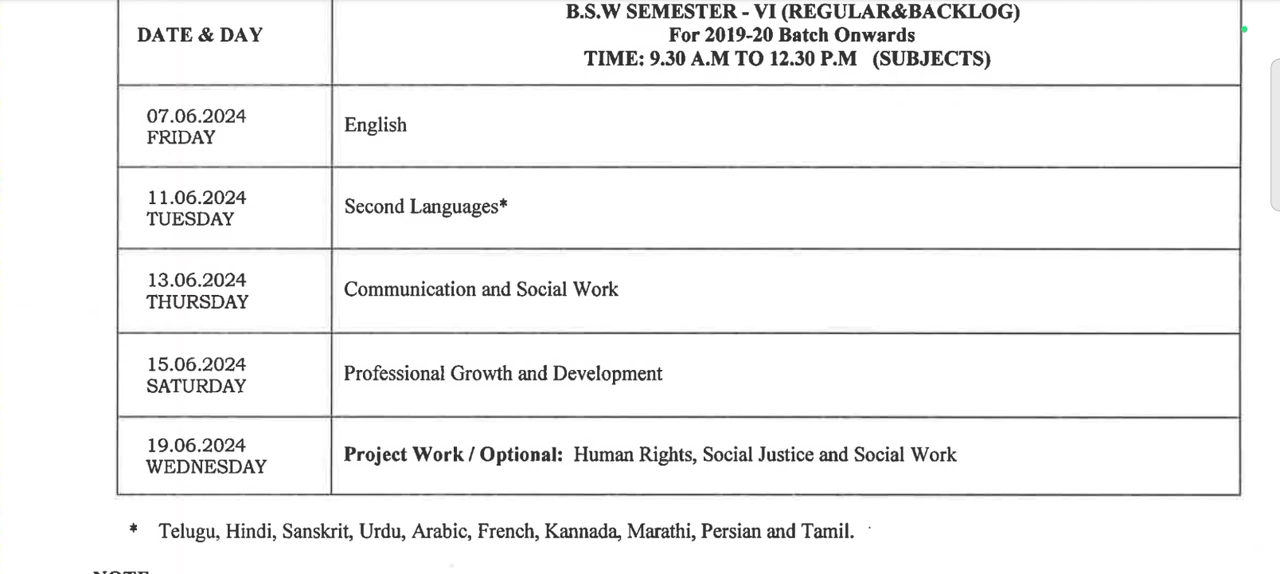 DATE & DAY
B.S.W SEMESTER - VI (REGULAR&BACKLOG)
For 2019-20 Batch Onwards
TIME: 9.30 A.M TO 12.30 P.M (SUBJECTS)
07.06.2024
FRIDAY
English
11.06.2024
TUESDAY
Second Languages*
13.06.2024
THURSDAY
Communication and Social Work
15.06.2024
SATURDAY
Professional Growth and Development
19.06.2024
WEDNESDAY
Project Work / Optional: Human Rights, Social Justice and Social Work
* Telugu, Hindi, Sanskrit, Urdu, Arabic, French, Kannada, Marathi, Persian and Tamil.